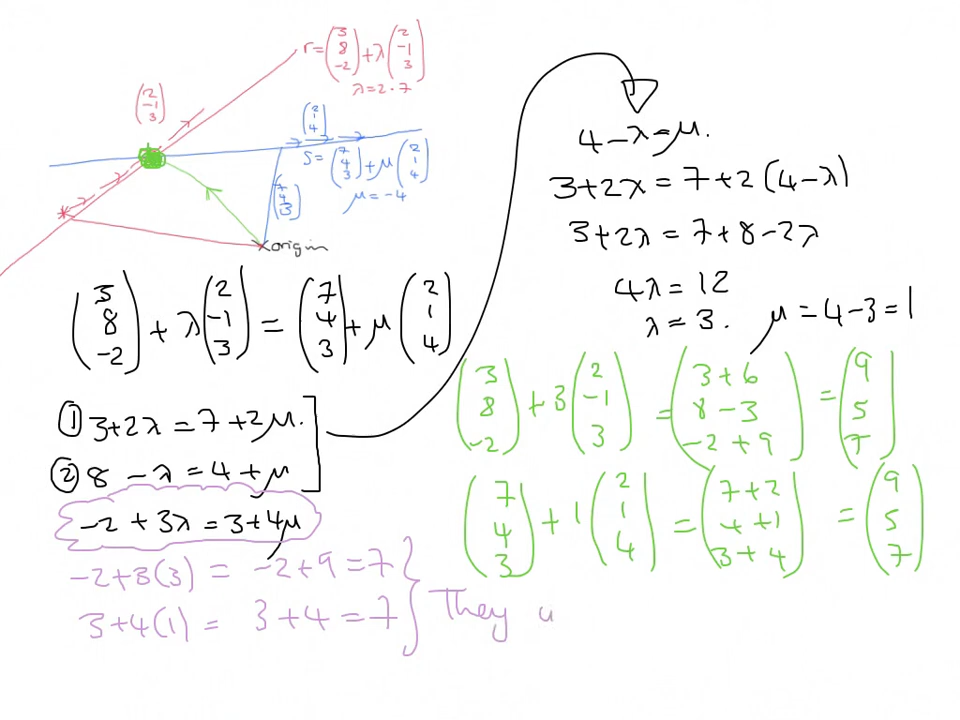 r = (3 8 -2) + λ (2 -1 3)
λ = 2.7
(2 -1 3)
(2 1 4)
s = (7 4 3) + μ (2 1 4)
μ = -4
(7 4 3)
origin
(3 8 -2) + λ (2 -1 3) = (7 4 3) + μ (2 1 4)
① 3+2λ = 7+2μ.
② 8 - λ = 4 + μ
-2 + 3λ = 3+4μ
-2+3(3) = -2+9 = 7
3+4(1) = 3+4 = 7
They
4 - λ = μ.
3+2λ = 7+2(4-λ)
3+2λ = 7+8-2λ
4λ = 12
λ = 3.
μ = 4-3 = 1
(3 8 -2) + 3 (2 -1 3) = (3+6 8-3 -2+9) = (9 5 7)
(7 4 3) + 1 (2 1 4) = (7+2 4+1 3+4) = (9 5 7)